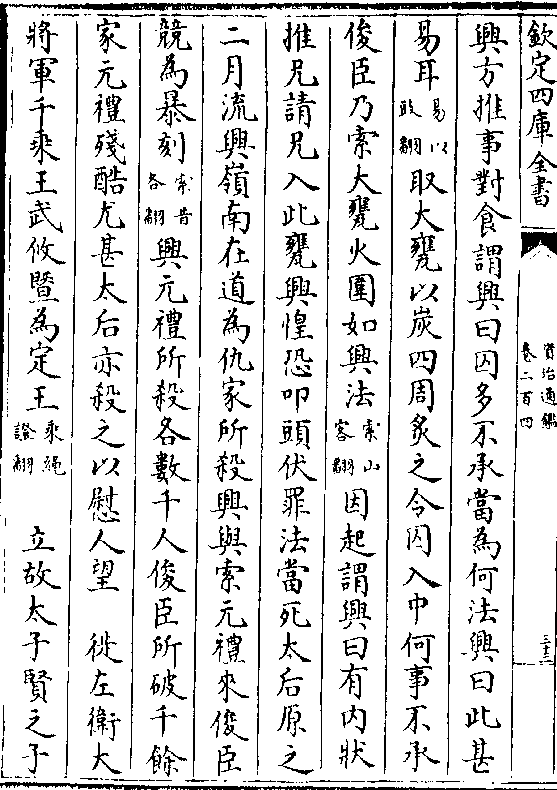 欽定四庫全書
資治通鑑
卷二百四
三十二
興方推事對食謂興曰囚多不承當為何法興曰此甚
易耳易以豉翻取大甕以炭四周炙之令囚入中何事不承
俊臣乃索大甕火圍如興法索山客翻因起謂興曰有内狀
推兄請兄入此甕興惶恐叩頭伏罪法當死太后原之
二月流興嶺南在道為仇家所殺興與索元禮來俊臣
競為暴刻索昔各翻興元禮所殺各數千人俊臣所破千餘
家元禮殘酷尤甚太后亦殺之以慰人望　徙左衛大
將軍千乘王武攸暨為定王乘繩證翻　立故太子賢之子